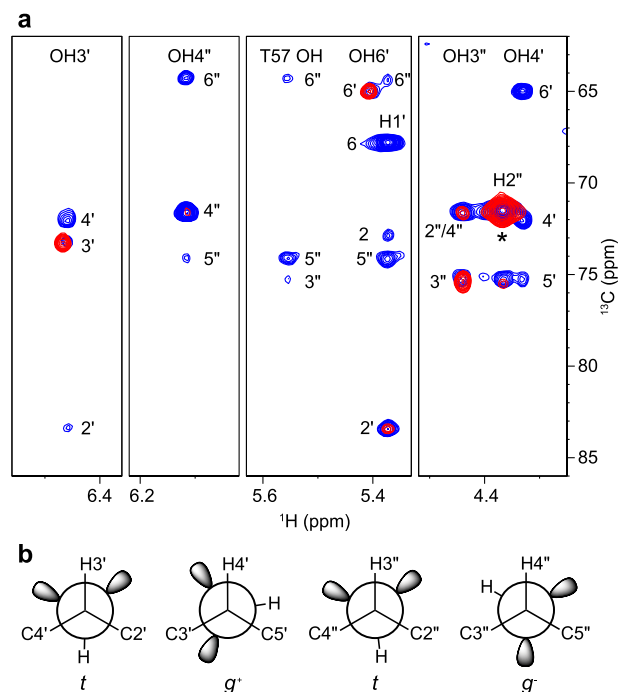 a
OH3' OH4" T57 OH OH6' OH3" OH4'
6" 6" 6' 6" 6'
65
H1'
6
H2"
70
4' 4" 2 2"/4" * 4'
3'
5" 3" 5" 3" 5'
75
80
2' 2'
85
6.4 6.2 5.6 5.4 4.4
¹H (ppm)
¹³C (ppm)
b
H3' H4' H3" H4"
H H
C4' C2' C3' C5' C4" C2" C3" C5"
H H
t g⁺ t g⁻